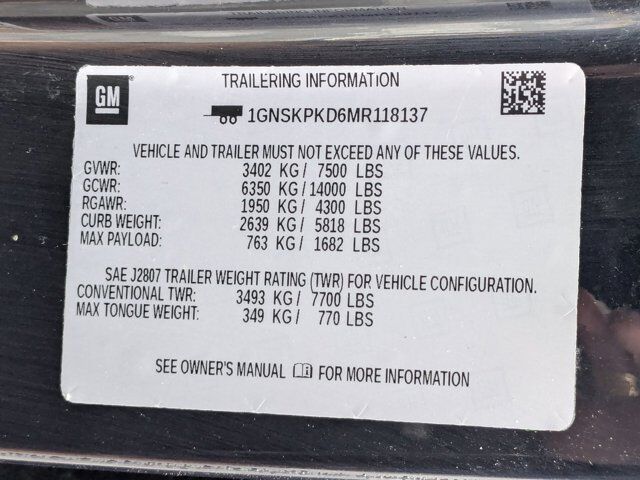 GM
TRAILERING INFORMATION
1GNSKPKD6MR118137
VEHICLE AND TRAILER MUST NOT EXCEED ANY OF THESE VALUES.
GVWR: 3402 KG/ 7500 LBS
GCWR: 6350 KG/ 14000 LBS
RGAWR: 1950 KG/ 4300 LBS
CURB WEIGHT: 2639 KG/ 5818 LBS
MAX PAYLOAD: 763 KG/ 1682 LBS
SAE J2807 TRAILER WEIGHT RATING (TWR) FOR VEHICLE CONFIGURATION.
CONVENTIONAL TWR: 3493 KG/ 7700 LBS
MAX TONGUE WEIGHT: 349 KG/ 770 LBS
SEE OWNER'S MANUAL FOR MORE INFORMATION